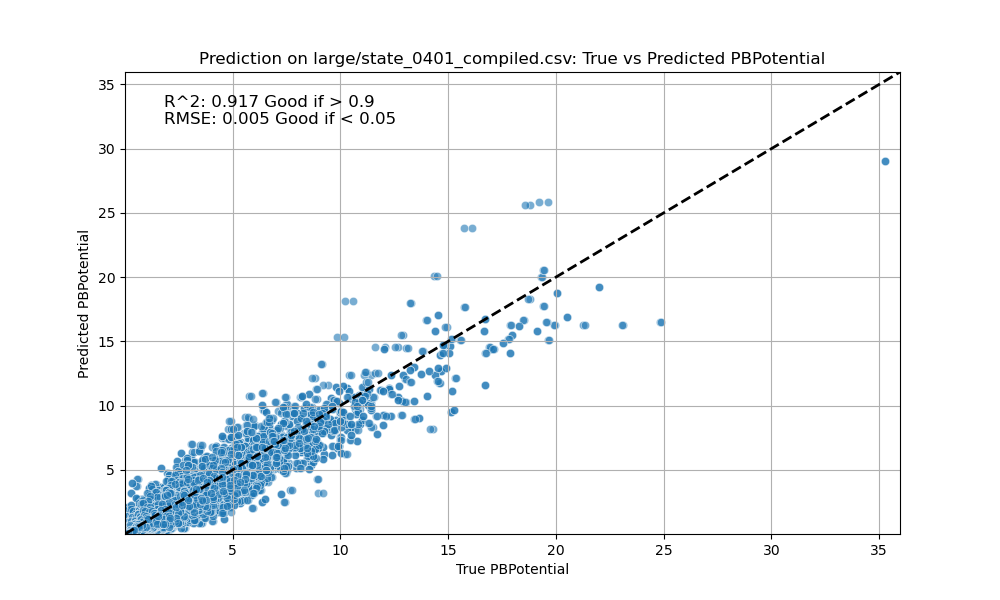 Prediction on large/state_0401_compiled.csv: True vs Predicted PBPotential
R^2: 0.917 Good if > 0.9
RMSE: 0.005 Good if < 0.05
Predicted PBPotential
35
30
25
20
15
10
5
5 10 15 20 25 30 35
True PBPotential